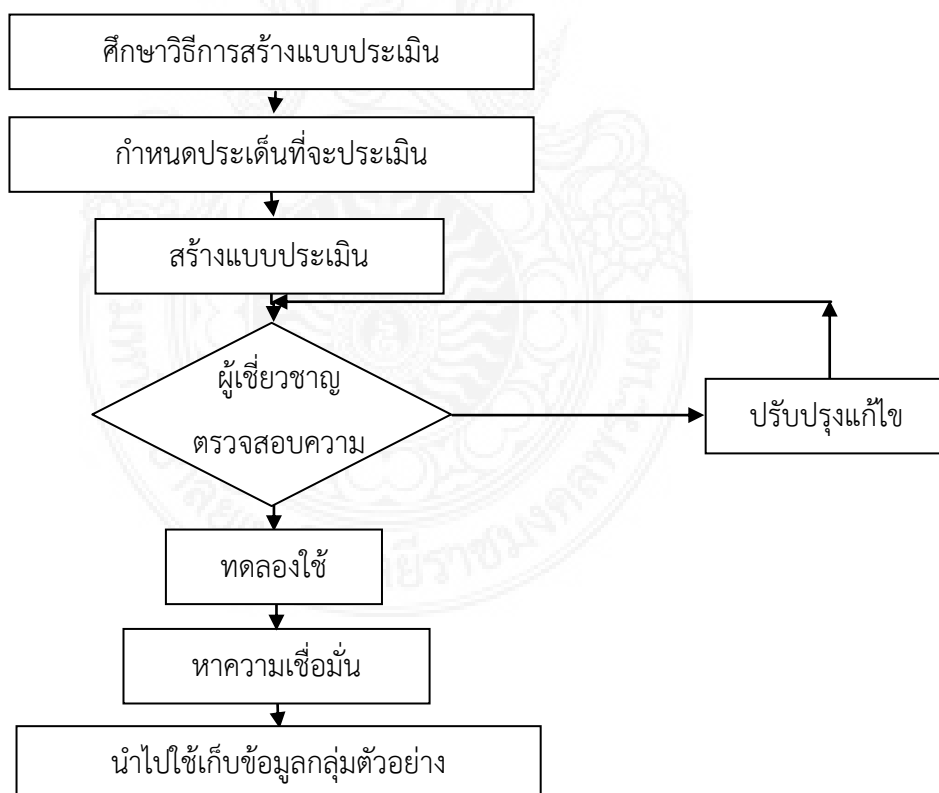 ศึกษาวิธีการสร้างแบบประเมิน
กำหนดประเด็นที่จะประเมิน
สร้างแบบประเมิน
ผู้เชี่ยวชาญ
ตรวจสอบความ
ปรับปรุงแก้ไข
ทดลองใช้
หาความเชื่อมั่น
นำไปใช้เก็บข้อมูลกลุ่มตัวอย่าง